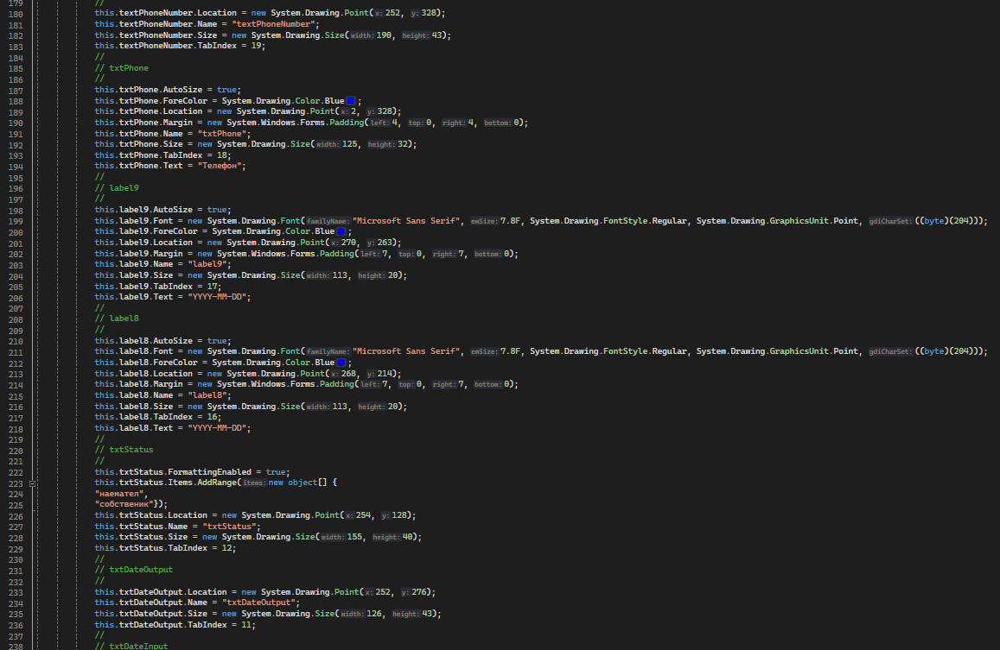 179 //
180 this.textPhoneNumber.Location = new System.Drawing.Point(x: 252, y: 328);
181 this.textPhoneNumber.Name = "textPhoneNumber";
182 this.textPhoneNumber.Size = new System.Drawing.Size(width: 190, height: 43);
183 this.textPhoneNumber.TabIndex = 19;
184 //
185 // txtPhone
186 //
187 this.txtPhone.AutoSize = true;
188 this.txtPhone.ForeColor = System.Drawing.Color.Blue;
189 this.txtPhone.Location = new System.Drawing.Point(x: 2, y: 328);
190 this.txtPhone.Margin = new System.Windows.Forms.Padding(left: 4, top: 0, right: 4, bottom: 0);
191 this.txtPhone.Name = "txtPhone";
192 this.txtPhone.Size = new System.Drawing.Size(width: 125, height: 32);
193 this.txtPhone.TabIndex = 18;
194 this.txtPhone.Text = "Телефон";
195 //
196 // label9
197 //
198 this.label9.AutoSize = true;
199 this.label9.Font = new System.Drawing.Font(familyName: "Microsoft Sans Serif", emSize: 7.8F, System.Drawing.FontStyle.Regular, System.Drawing.GraphicsUnit.Point, gdiCharSet: ((byte)(204)));
200 this.label9.ForeColor = System.Drawing.Color.Blue;
201 this.label9.Location = new System.Drawing.Point(x: 270, y: 263);
202 this.label9.Margin = new System.Windows.Forms.Padding(left: 7, top: 0, right: 7, bottom: 0);
203 this.label9.Name = "label9";
204 this.label9.Size = new System.Drawing.Size(width: 113, height: 20);
205 this.label9.TabIndex = 17;
206 this.label9.Text = "YYYY-MM-DD";
207 //
208 // label8
209 //
210 this.label8.AutoSize = true;
211 this.label8.Font = new System.Drawing.Font(familyName: "Microsoft Sans Serif", emSize: 7.8F, System.Drawing.FontStyle.Regular, System.Drawing.GraphicsUnit.Point, gdiCharSet: ((byte)(204)));
212 this.label8.ForeColor = System.Drawing.Color.Blue;
213 this.label8.Location = new System.Drawing.Point(x: 268, y: 214);
214 this.label8.Margin = new System.Windows.Forms.Padding(left: 7, top: 0, right: 7, bottom: 0);
215 this.label8.Name = "label8";
216 this.label8.Size = new System.Drawing.Size(width: 113, height: 20);
217 this.label8.TabIndex = 16;
218 this.label8.Text = "YYYY-MM-DD";
219 //
220 // txtStatus
221 //
222 this.txtStatus.FormattingEnabled = true;
223 this.txtStatus.Items.AddRange(items: new object[] {
224 "наемател",
225 "собственик"});
226 this.txtStatus.Location = new System.Drawing.Point(x: 254, y: 128);
227 this.txtStatus.Name = "txtStatus";
228 this.txtStatus.Size = new System.Drawing.Size(width: 155, height: 40);
229 this.txtStatus.TabIndex = 12;
230 //
231 // txtDateOutput
232 //
233 this.txtDateOutput.Location = new System.Drawing.Point(x: 252, y: 276);
234 this.txtDateOutput.Name = "txtDateOutput";
235 this.txtDateOutput.Size = new System.Drawing.Size(width: 126, height: 43);
236 this.txtDateOutput.TabIndex = 11;
237 //
238 // txtDateInput